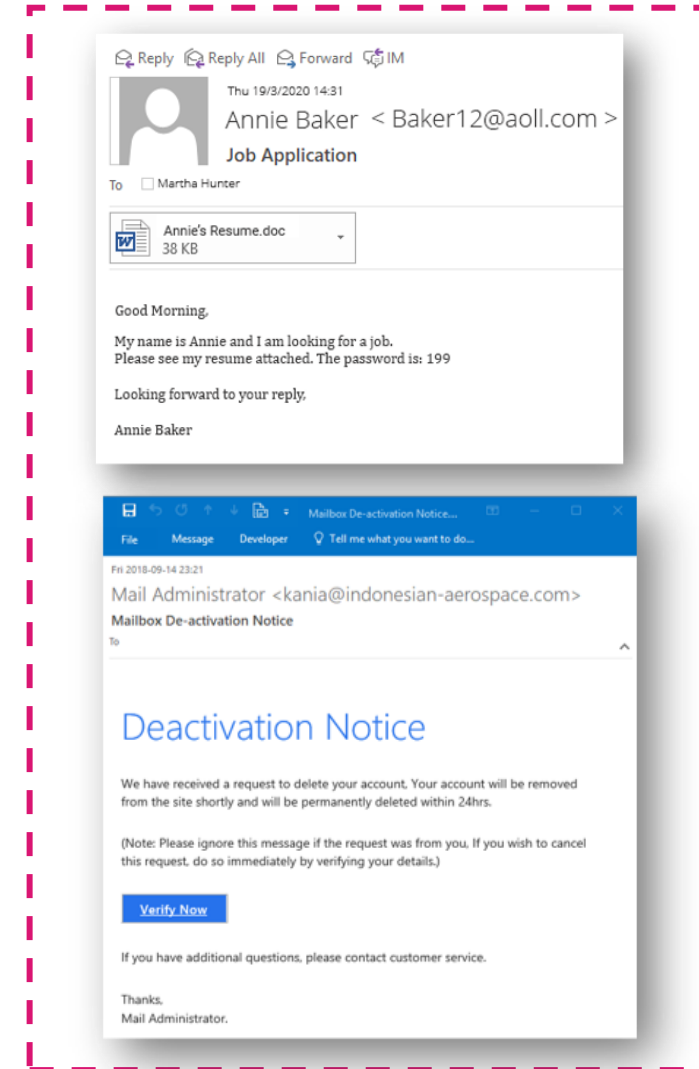 Reply Reply All Forward IM
Thu 19/3/2020 14:31
Annie Baker < Baker12@aoll.com >
Job Application
To Martha Hunter
Annie's Resume.doc
38 KB
Good Morning,
My name is Annie and I am looking for a job.
Please see my resume attached. The password is: 199
Looking forward to your reply,
Annie Baker
Mailbox De-activation Notice...
File Message Developer Tell me what you want to do...
Fri 2018-09-14 23:21
Mail Administrator <kania@indonesian-aerospace.com>
Mailbox De-activation Notice
To
Deactivation Notice
We have received a request to delete your account, Your account will be removed
from the site shortly and will be permanently deleted within 24hrs.
(Note: Please ignore this message if the request was from you, If you wish to cancel
this request, do so immediately by verifying your details.)
Verify Now
If you have additional questions, please contact customer service.
Thanks,
Mail Administrator.